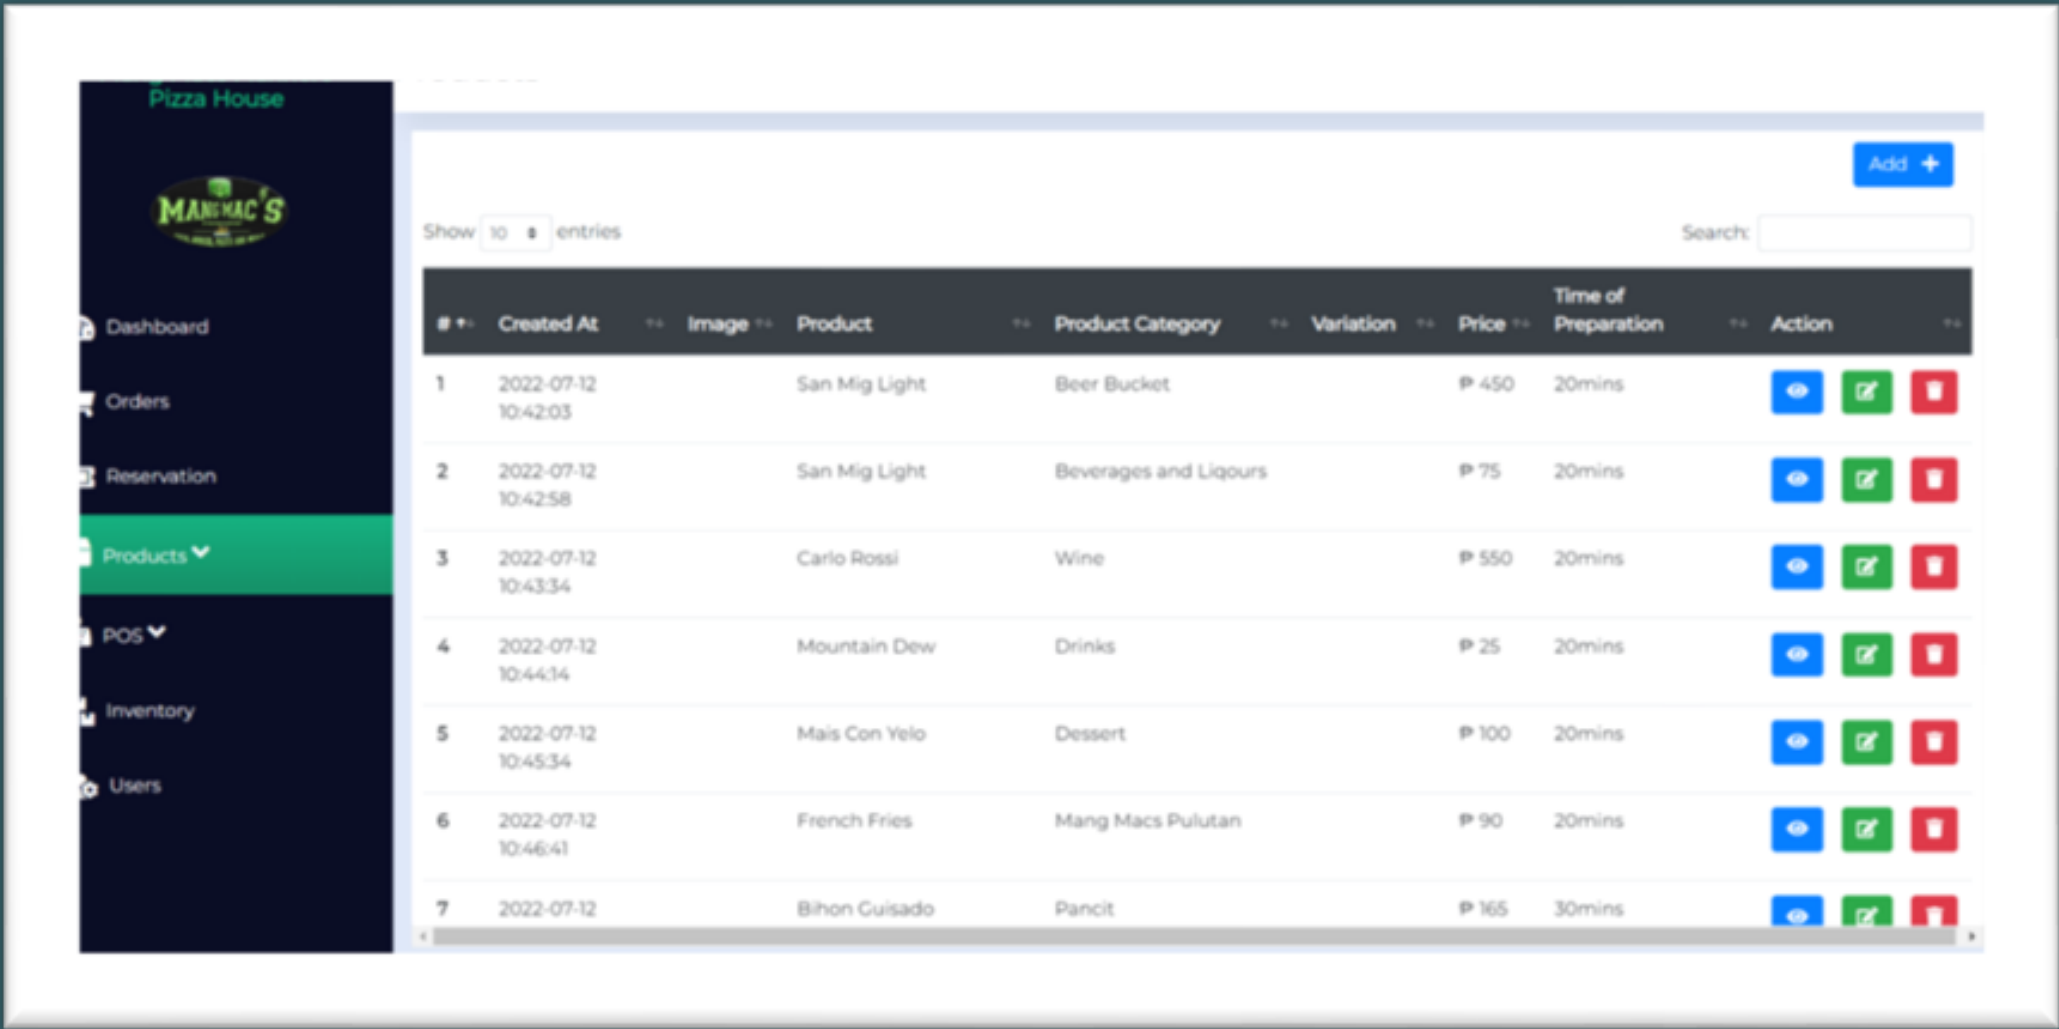 Pizza House
MANG MAC'S
Dashboard
Orders
Reservation
Products
POS
Inventory
Users
Add +
Show 10 entries
Search:
# Created At Image Product Product Category Variation Price Time of Preparation Action
1 2022-07-12 10:42:03 San Mig Light Beer Bucket ₱ 450 20mins
2 2022-07-12 10:42:58 San Mig Light Beverages and Liqours ₱ 75 20mins
3 2022-07-12 10:43:34 Carlo Rossi Wine ₱ 550 20mins
4 2022-07-12 10:44:14 Mountain Dew Drinks ₱ 25 20mins
5 2022-07-12 10:45:34 Mais Con Yelo Dessert ₱ 100 20mins
6 2022-07-12 10:46:41 French Fries Mang Macs Pulutan ₱ 90 20mins
7 2022-07-12 Bihon Guisado Pancit ₱ 165 30mins